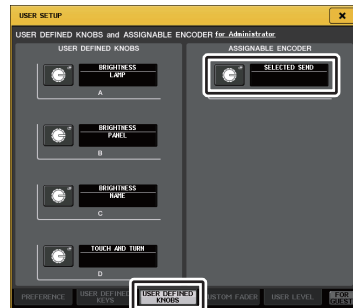 USER SETUP
USER DEFINED KNOBS and ASSIGNABLE ENCODER for Administrator
USER DEFINED KNOBS
ASSIGNABLE ENCODER
BRIGHTNESS
LAMP
A
SELECTED SEND
BRIGHTNESS
PANEL
B
BRIGHTNESS
NAME
C
TOUCH AND TURN
D
PREFERENCE
USER DEFINED
KEYS
USER DEFINED
KNOBS
CUSTOM FADER
USER LEVEL
FOR
GUEST